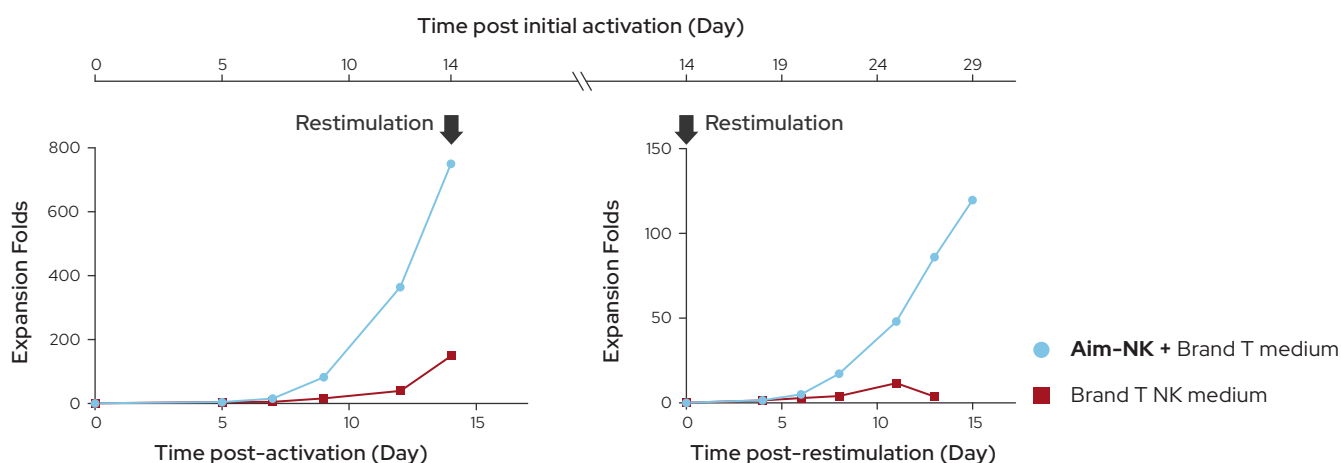 Time post initial activation (Day)
0 5 10 14 14 19 24 29
Restimulation
Restimulation
800
600
400
200
0
Expansion Folds
0 5 10 15
Time post-activation (Day)
150
100
50
0
Expansion Folds
0 5 10 15
Time post-restimulation (Day)
Aim-NK + Brand T medium
Brand T NK medium